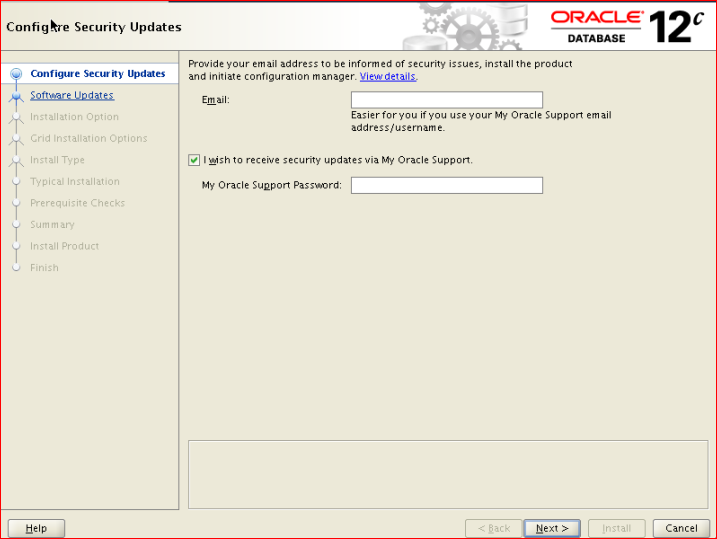 Configure Security Updates
ORACLE
DATABASE
12c
Configure Security Updates
Software Updates
Installation Option
Grid Installation Options
Install Type
Typical Installation
Prerequisite Checks
Summary
Install Product
Finish
Provide your email address to be informed of security issues, install the product
and initiate configuration manager. View details.
Email:
Easier for you if you use your My Oracle Support email
address/username.
I wish to receive security updates via My Oracle Support.
My Oracle Support Password:
Help
< Back
Next >
Install
Cancel